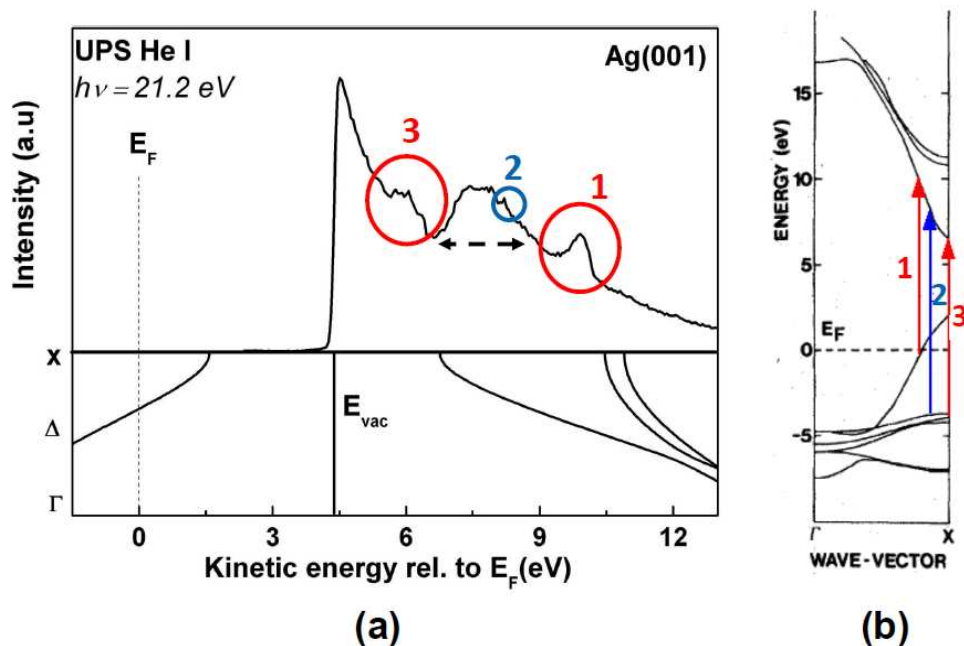 UPS He I
hν = 21.2 eV
Ag(001)
E_F
3
2
1
Intensity (a.u)
X
Δ
Γ
E_vac
0 3 6 9 12
Kinetic energy rel. to E_F(eV)
(a)
15
10
5
0
-5
ENERGY (eV)
E_F
1
2
3
Γ X
WAVE-VECTOR
(b)